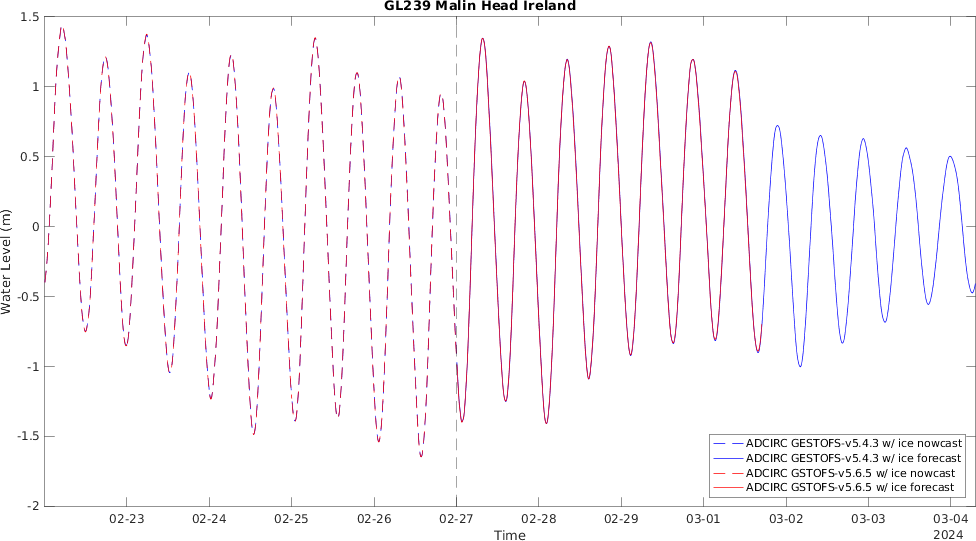 GL239 Malin Head Ireland
Water Level (m)
1.5
1
0.5
0
-0.5
-1
-1.5
-2
ADCIRC GESTOFS-v5.4.3 w/ ice nowcast
ADCIRC GESTOFS-v5.4.3 w/ ice forecast
ADCIRC GSTOFS-v5.6.5 w/ ice nowcast
ADCIRC GSTOFS-v5.6.5 w/ ice forecast
02-23 02-24 02-25 02-26 02-27 02-28 02-29 03-01 03-02 03-03 03-04
Time 2024